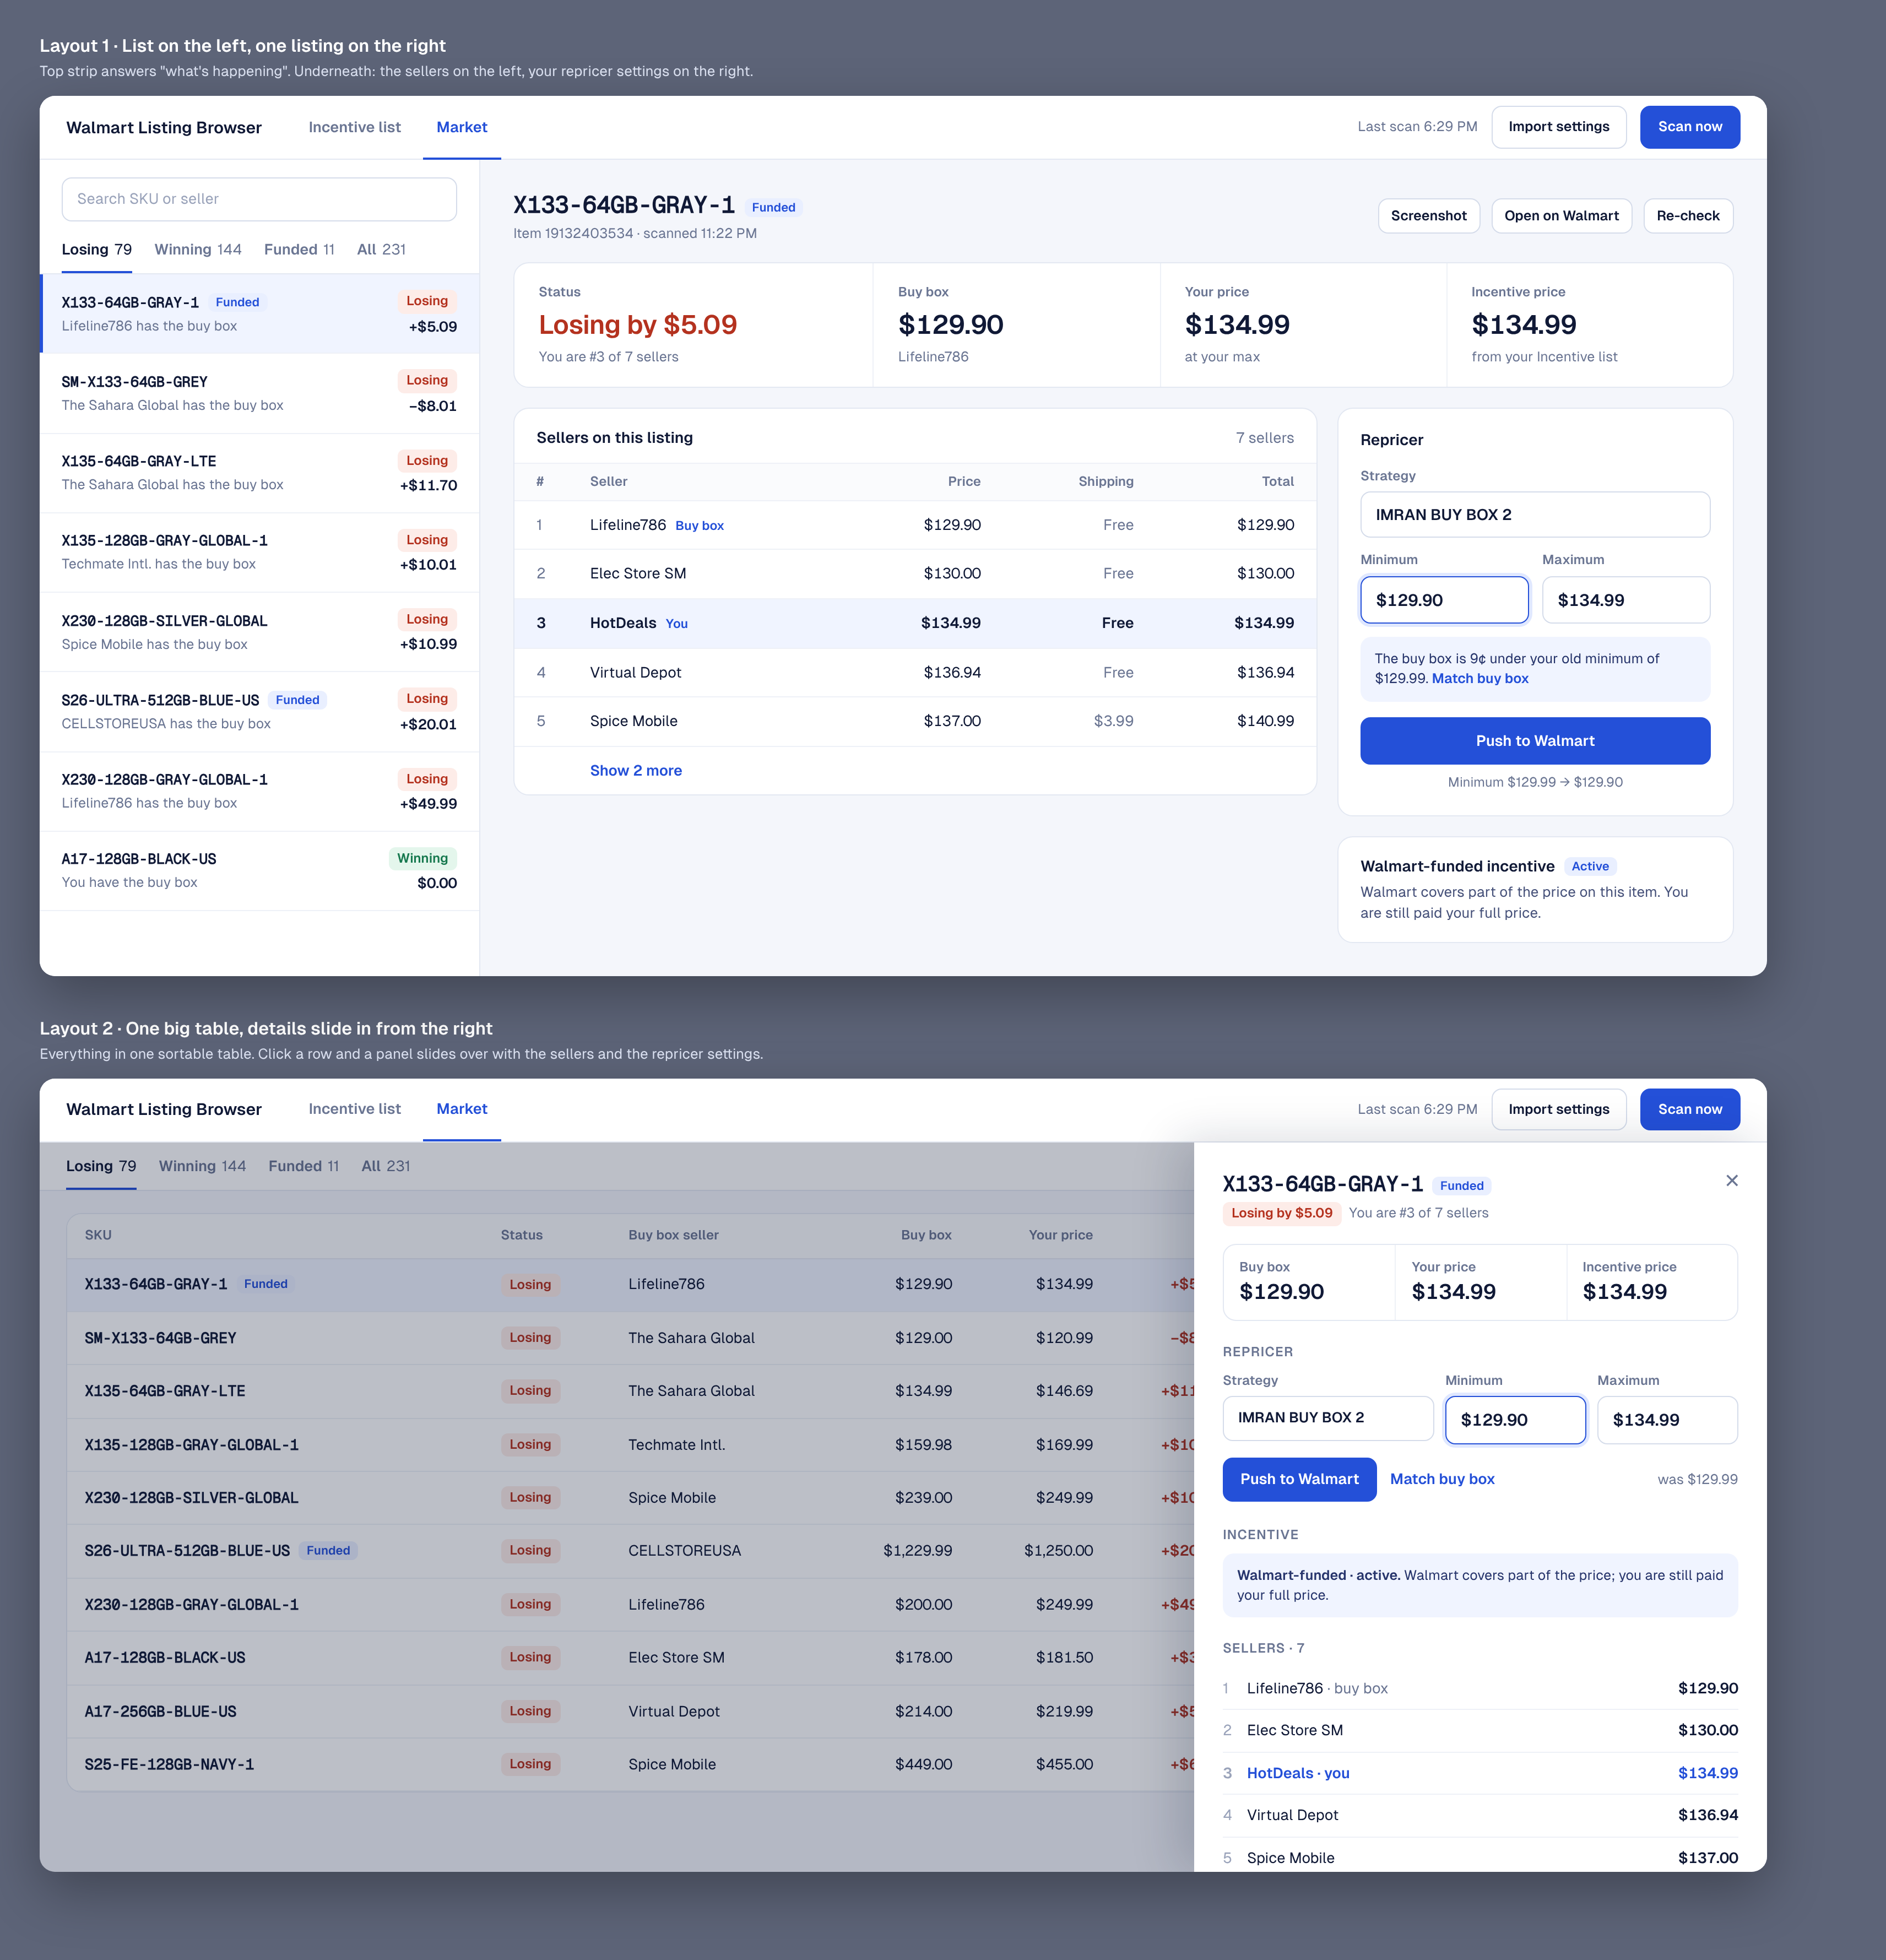 Layout 1 · List on the left, one listing on the right
Top strip answers "what's happening". Underneath: the sellers on the left, your repricer settings on the right.
Walmart Listing Browser
Incentive list
Market
Last scan 6:29 PM
Import settings
Scan now
Search SKU or seller
Losing 79
Winning 144
Funded 11
All 231
X133-64GB-GRAY-1 Funded
Losing
Lifeline786 has the buy box
+$5.09
SM-X133-64GB-GREY
Losing
The Sahara Global has the buy box
–$8.01
X135-64GB-GRAY-LTE
Losing
The Sahara Global has the buy box
+$11.70
X135-128GB-GRAY-GLOBAL-1
Losing
Techmate Intl. has the buy box
+$10.01
X230-128GB-SILVER-GLOBAL
Losing
Spice Mobile has the buy box
+$10.99
S26-ULTRA-512GB-BLUE-US Funded
Losing
CELLSTOREUSA has the buy box
+$20.01
X230-128GB-GRAY-GLOBAL-1
Losing
Lifeline786 has the buy box
+$49.99
A17-128GB-BLACK-US
Winning
You have the buy box
$0.00
X133-64GB-GRAY-1 Funded
Item 19132403534 · scanned 11:22 PM
Screenshot
Open on Walmart
Re-check
Status
Losing by $5.09
You are #3 of 7 sellers
Buy box
$129.90
Lifeline786
Your price
$134.99
at your max
Incentive price
$134.99
from your Incentive list
Sellers on this listing
7 sellers
# Seller Price Shipping Total
1 Lifeline786 Buy box $129.90 Free $129.90
2 Elec Store SM $130.00 Free $130.00
3 HotDeals You $134.99 Free $134.99
4 Virtual Depot $136.94 Free $136.94
5 Spice Mobile $137.00 $3.99 $140.99
Show 2 more
Repricer
Strategy
IMRAN BUY BOX 2
Minimum
Maximum
$129.90
$134.99
The buy box is 9¢ under your old minimum of
$129.99. Match buy box
Push to Walmart
Minimum $129.99 → $129.90
Walmart-funded incentive Active
Walmart covers part of the price on this item. You
are still paid your full price.
Layout 2 · One big table, details slide in from the right
Everything in one sortable table. Click a row and a panel slides over with the sellers and the repricer settings.
Walmart Listing Browser
Incentive list
Market
Last scan 6:29 PM
Import settings
Scan now
Losing 79
Winning 144
Funded 11
All 231
SKU Status Buy box seller Buy box Your price
X133-64GB-GRAY-1 Funded Losing Lifeline786 $129.90 $134.99 +$5
SM-X133-64GB-GREY Losing The Sahara Global $129.00 $120.99 –$8
X135-64GB-GRAY-LTE Losing The Sahara Global $134.99 $146.69 +$11
X135-128GB-GRAY-GLOBAL-1 Losing Techmate Intl. $159.98 $169.99 +$10
X230-128GB-SILVER-GLOBAL Losing Spice Mobile $239.00 $249.99 +$10
S26-ULTRA-512GB-BLUE-US Funded Losing CELLSTOREUSA $1,229.99 $1,250.00 +$20
X230-128GB-GRAY-GLOBAL-1 Losing Lifeline786 $200.00 $249.99 +$49
A17-128GB-BLACK-US Losing Elec Store SM $178.00 $181.50 +$3
A17-256GB-BLUE-US Losing Virtual Depot $214.00 $219.99 +$5
S25-FE-128GB-NAVY-1 Losing Spice Mobile $449.00 $455.00 +$6
X133-64GB-GRAY-1 Funded
×
Losing by $5.09 You are #3 of 7 sellers
Buy box
$129.90
Your price
$134.99
Incentive price
$134.99
REPRICER
Strategy
Minimum
Maximum
IMRAN BUY BOX 2
$129.90
$134.99
Push to Walmart
Match buy box
was $129.99
INCENTIVE
Walmart-funded · active. Walmart covers part of the price; you are still paid
your full price.
SELLERS · 7
1 Lifeline786 · buy box $129.90
2 Elec Store SM $130.00
3 HotDeals · you $134.99
4 Virtual Depot $136.94
5 Spice Mobile $137.00